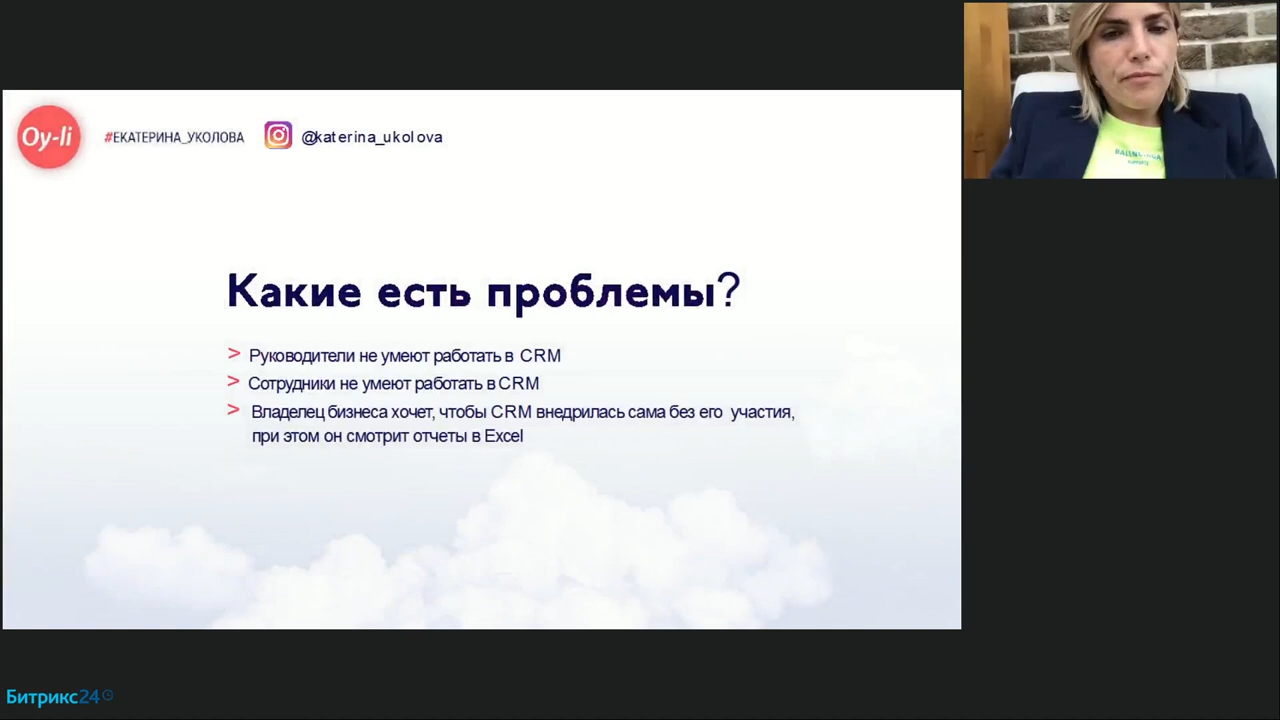 Oy-li
#ЕКАТЕРИНА_УКОЛОВА
@katerina_ukolova
Какие есть проблемы?
> Руководители не умеют работать в CRM
> Сотрудники не умеют работать в CRM
> Владелец бизнеса хочет, чтобы CRM внедрилась сама без его участия,
при этом он смотрит отчеты в Excel
Битрикс24